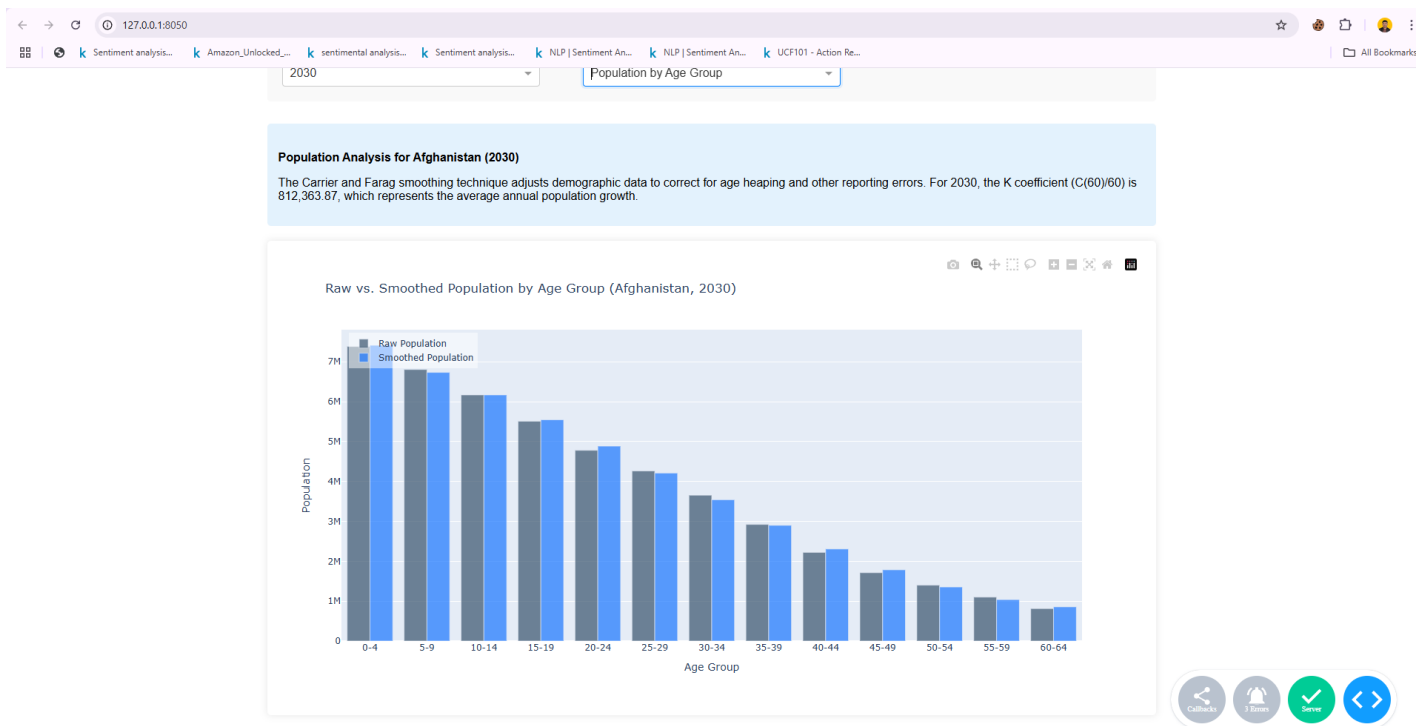 127.0.0.1:8050
Sentiment analysis... Amazon_Unlocked_... sentimental analysis... Sentiment analysis... NLP | Sentiment An... NLP | Sentiment An... UCF101 - Action Re... All Bookmarks
2030 Population by Age Group
Population Analysis for Afghanistan (2030)
The Carrier and Farag smoothing technique adjusts demographic data to correct for age heaping and other reporting errors. For 2030, the K coefficient (C(60)/60) is
812,363.87, which represents the average annual population growth.
Raw vs. Smoothed Population by Age Group (Afghanistan, 2030)
Raw Population
Smoothed Population
7M
6M
5M
4M
3M
2M
1M
0
Population
0-4 5-9 10-14 15-19 20-24 25-29 30-34 35-39 40-44 45-49 50-54 55-59 60-64
Age Group
Callbacks 3 Errors Server